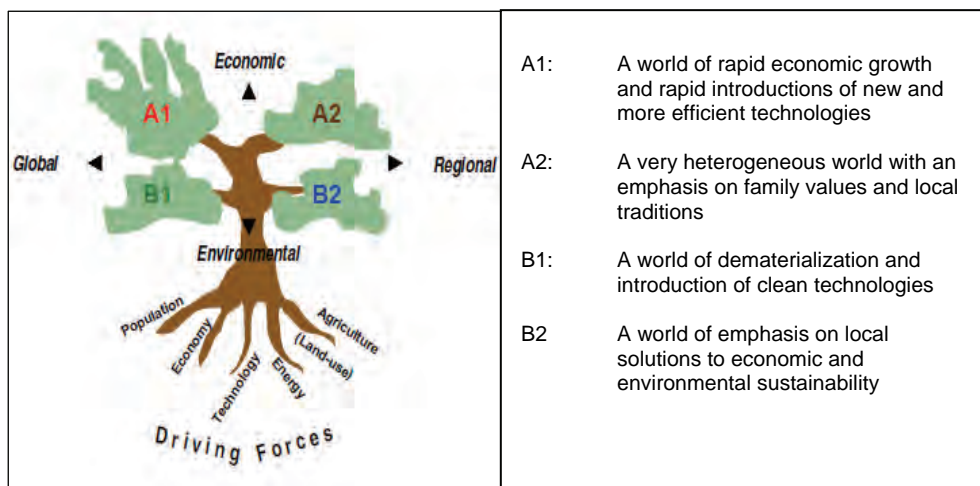 Economic
A1
A2
Global
Regional
B1
B2
Environmental
Population
Economy
Technology
Energy
Agriculture
(Land-use)
Driving Forces
A1: A world of rapid economic growth
and rapid introductions of new and
more efficient technologies
A2: A very heterogeneous world with an
emphasis on family values and local
traditions
B1: A world of dematerialization and
introduction of clean technologies
B2 A world of emphasis on local
solutions to economic and
environmental sustainability